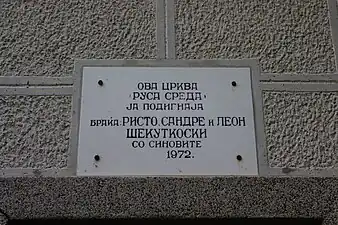 ОВА ЦРКВА
„РУСА СРЕДА“
ЈА ПОДИГНАЈА
БРАЌА: РИСТО, САНДРЕ И ЛЕОН
ШЕКУТКОСКИ
СО СИНОВИТЕ
1972.